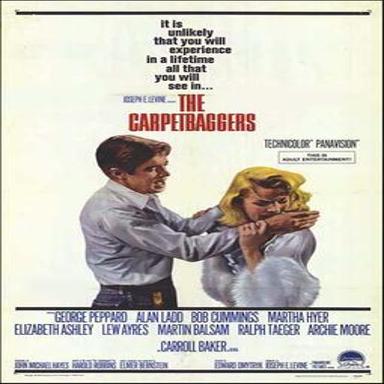 it is
unlikely
that you will
experience
in a lifetime
all that
you will
see in...
JOSEPH E. LEVINE
THE
CARPETBAGGERS
TECHNICOLOR® PANAVISION®
THIS IS
ADULT ENTERTAINMENT!
GEORGE PEPPARD ALAN LADD BOB CUMMINGS MARTHA HYER
ELIZABETH ASHLEY LEW AYRES MARTIN BALSAM RALPH TAEGER ARCHIE MOORE
CARROLL BAKER
JOHN MICHAEL HAYES HAROLD ROBBINS ELMER BERNSTEIN EDWARD DMYTRYK JOSEPH E. LEVINE